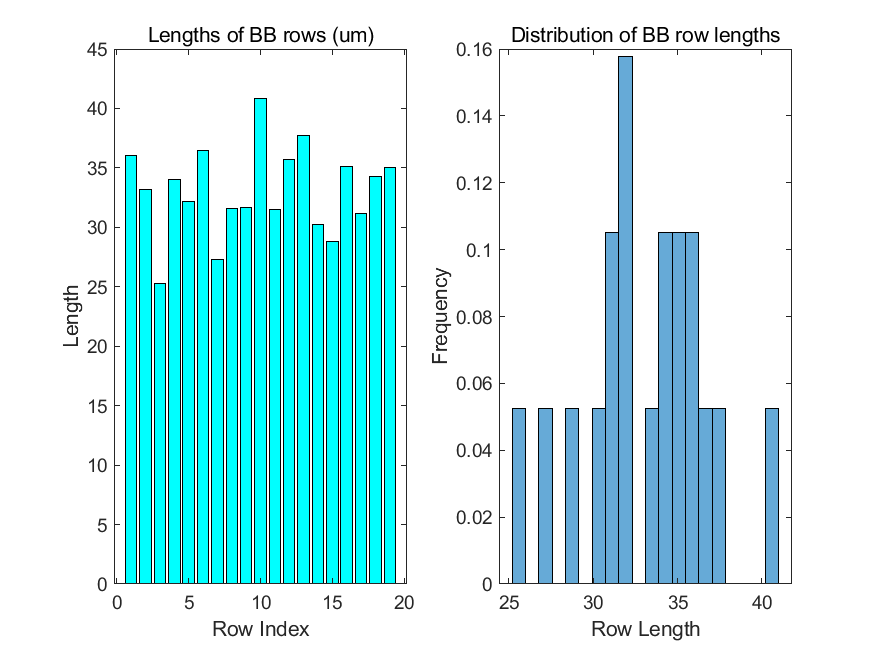 Lengths of BB rows (um)
45
40
35
30
25
20
15
10
5
0
Length
0 5 10 15 20
Row Index
Distribution of BB row lengths
0.16
0.14
0.12
0.1
0.08
0.06
0.04
0.02
0
Frequency
25 30 35 40
Row Length